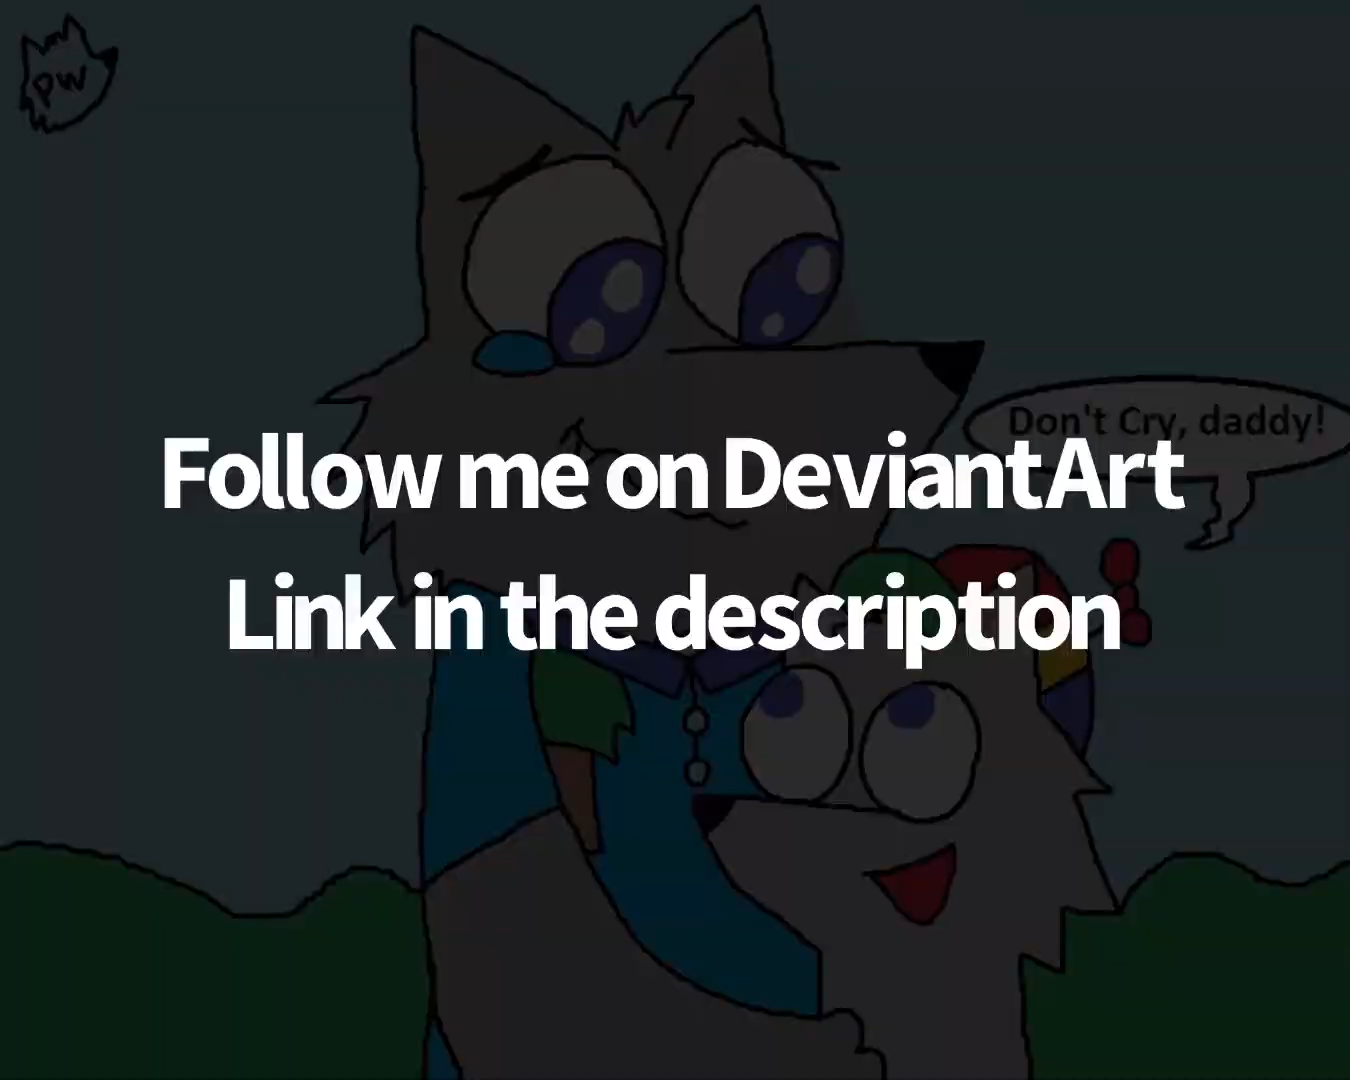 PW
Don't Cry, daddy!
Follow me on DeviantArt
Link in the description